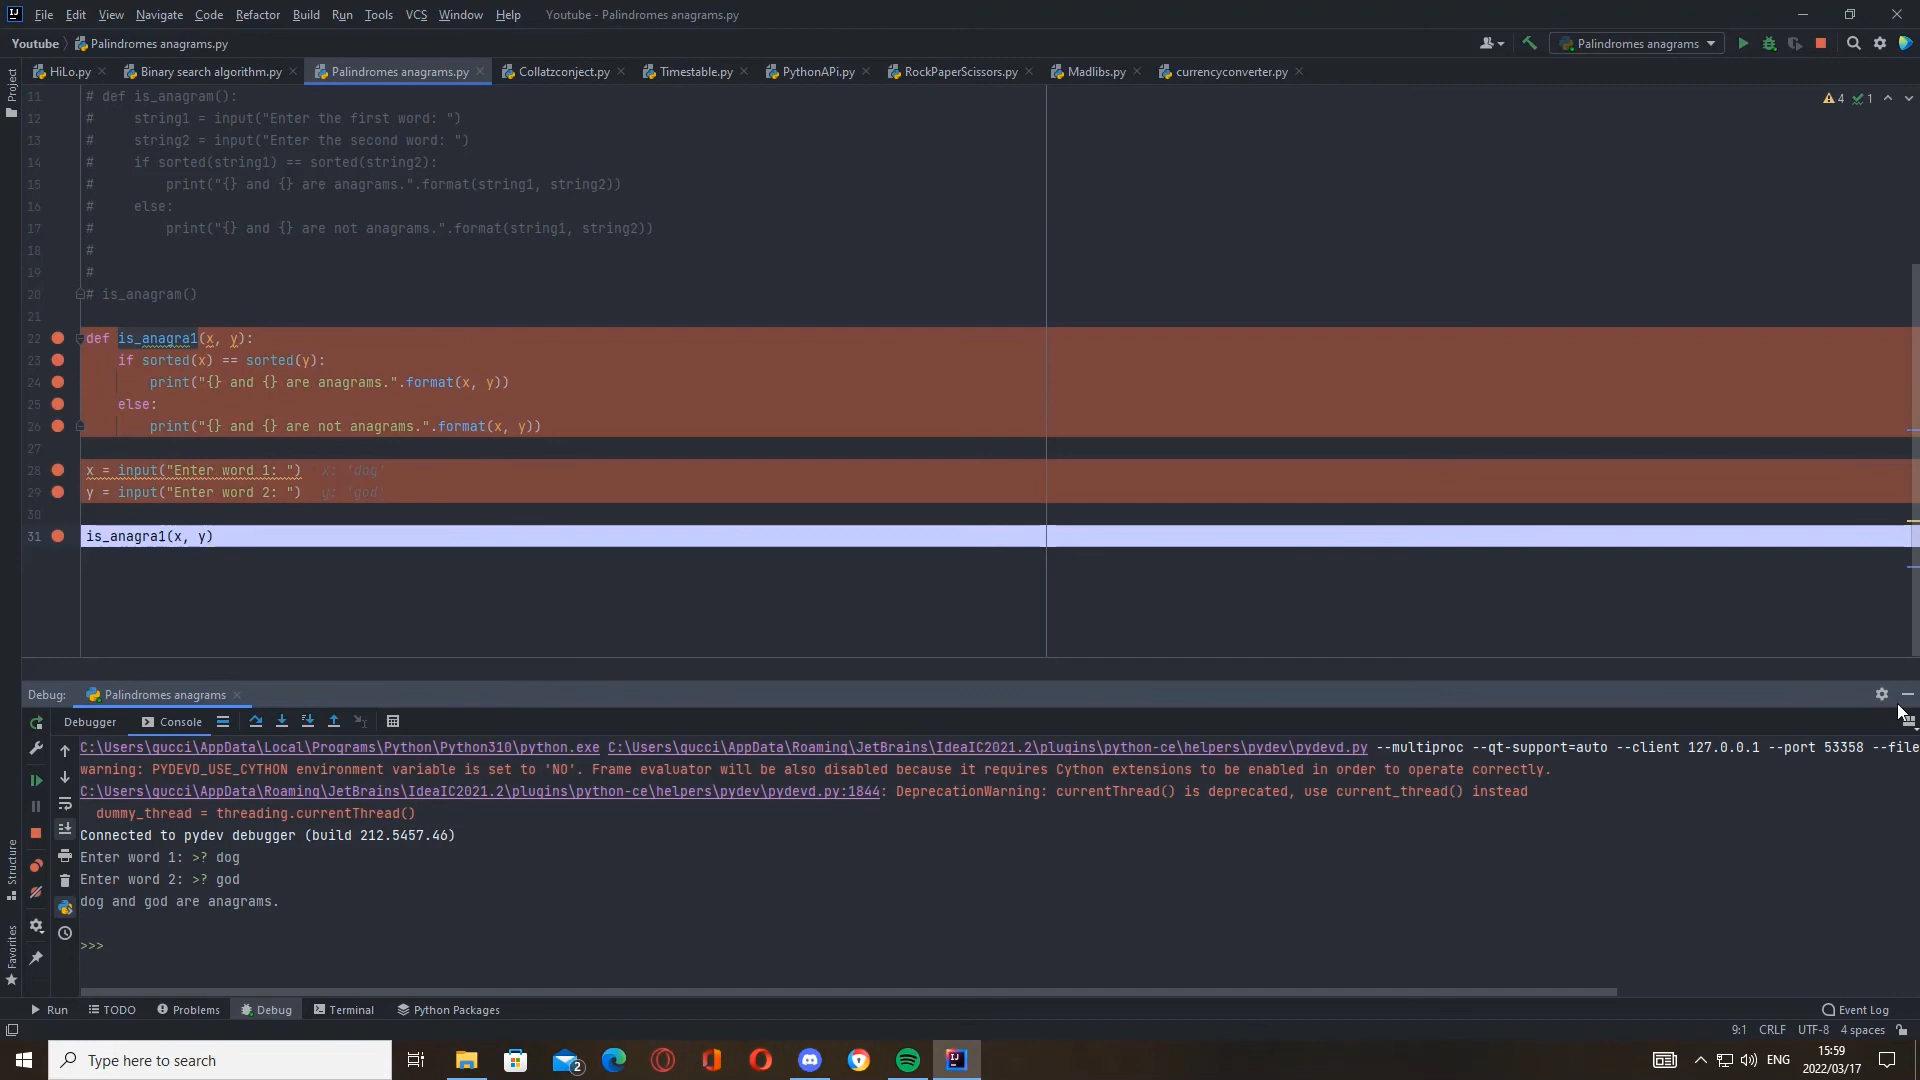 File Edit View Navigate Code Refactor Build Run Tools VCS Window Help Youtube - Palindromes anagrams.py
Youtube Palindromes anagrams.py Palindromes anagrams
HiLo.py Binary search algorithm.py Palindromes anagrams.py Collatzconject.py Timestable.py PythonAPi.py RockPaperScissors.py Madlibs.py currencyconverter.py
Project
11 # def is_anagram():
4 1
12 #     string1 = input("Enter the first word: ")
13 #     string2 = input("Enter the second word: ")
14 #     if sorted(string1) == sorted(string2):
15 #         print("{} and {} are anagrams.".format(string1, string2))
16 #     else:
17 #         print("{} and {} are not anagrams.".format(string1, string2))
18 #
19 #
20 # is_anagram()
21
22 def is_anagra1(x, y):
23     if sorted(x) == sorted(y):
24         print("{} and {} are anagrams.".format(x, y))
25     else:
26         print("{} and {} are not anagrams.".format(x, y))
27
28 x = input("Enter word 1: ")   x: 'dog'
29 y = input("Enter word 2: ")   y: 'god'
30
31 is_anagra1(x, y)
Debug: Palindromes anagrams
Debugger Console
C:\Users\gucci\AppData\Local\Programs\Python\Python310\python.exe C:\Users\gucci\AppData\Roaming\JetBrains\IdeaIC2021.2\plugins\python-ce\helpers\pydev\pydevd.py --multiproc --qt-support=auto --client 127.0.0.1 --port 53358 --file
warning: PYDEVD_USE_CYTHON environment variable is set to 'NO'. Frame evaluator will be also disabled because it requires Cython extensions to be enabled in order to operate correctly.
C:\Users\gucci\AppData\Roaming\JetBrains\IdeaIC2021.2\plugins\python-ce\helpers\pydev\pydevd.py:1844: DeprecationWarning: currentThread() is deprecated, use current_thread() instead
  dummy_thread = threading.currentThread()
Connected to pydev debugger (build 212.5457.46)
Enter word 1: >? dog
Enter word 2: >? god
dog and god are anagrams.
>>>
Structure
Favorites
Run TODO Problems Debug Terminal Python Packages Event Log
9:1 CRLF UTF-8 4 spaces
Type here to search 2 ENG 15:59
2022/03/17